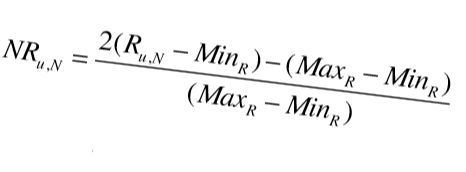 NR_{u,N} = \frac{2(R_{u,N} - Min_R) - (Max_R - Min_R)}{(Max_R - Min_R)}